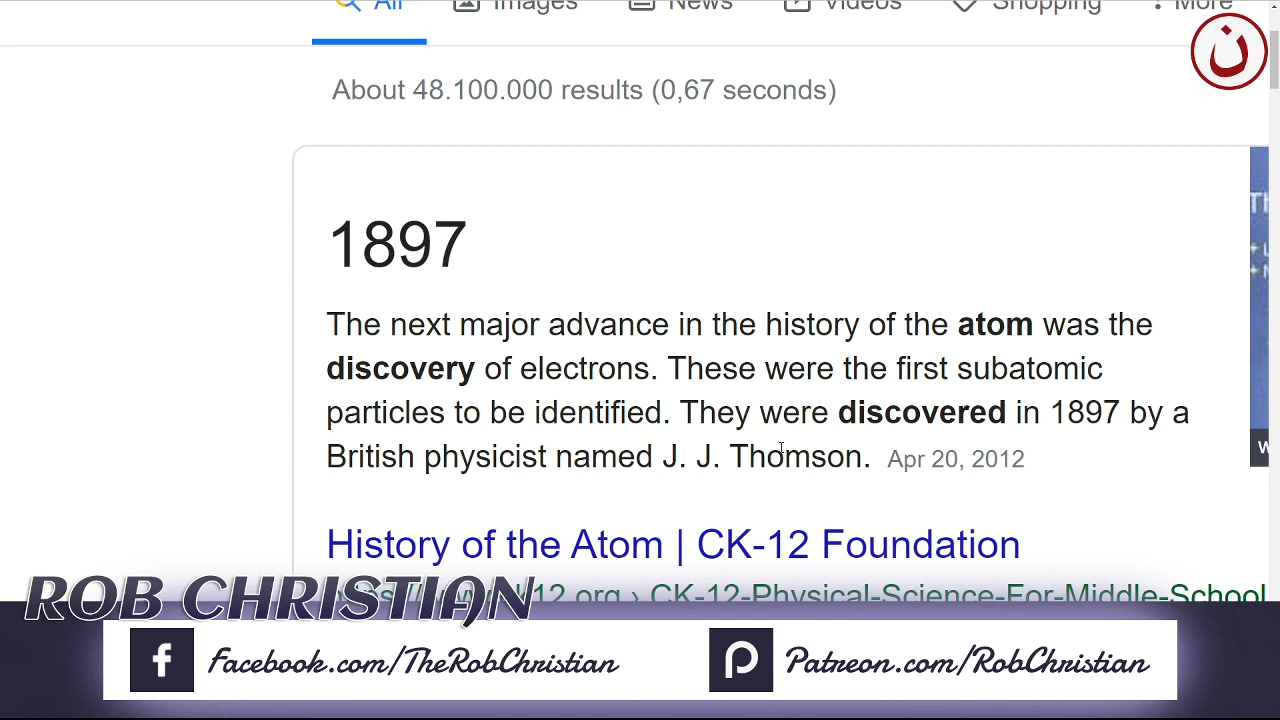 All Images News Videos Shopping More
ن
About 48.100.000 results (0,67 seconds)
1897
The next major advance in the history of the atom was the
discovery of electrons. These were the first subatomic
particles to be identified. They were discovered in 1897 by a
British physicist named J. J. Thomson. Apr 20, 2012
History of the Atom | CK-12 Foundation
› CK-12-Physical-Science-For-Middle-School
ROB CHRISTIAN
f Facebook.com/TheRobChristian
Patreon.com/RobChristian